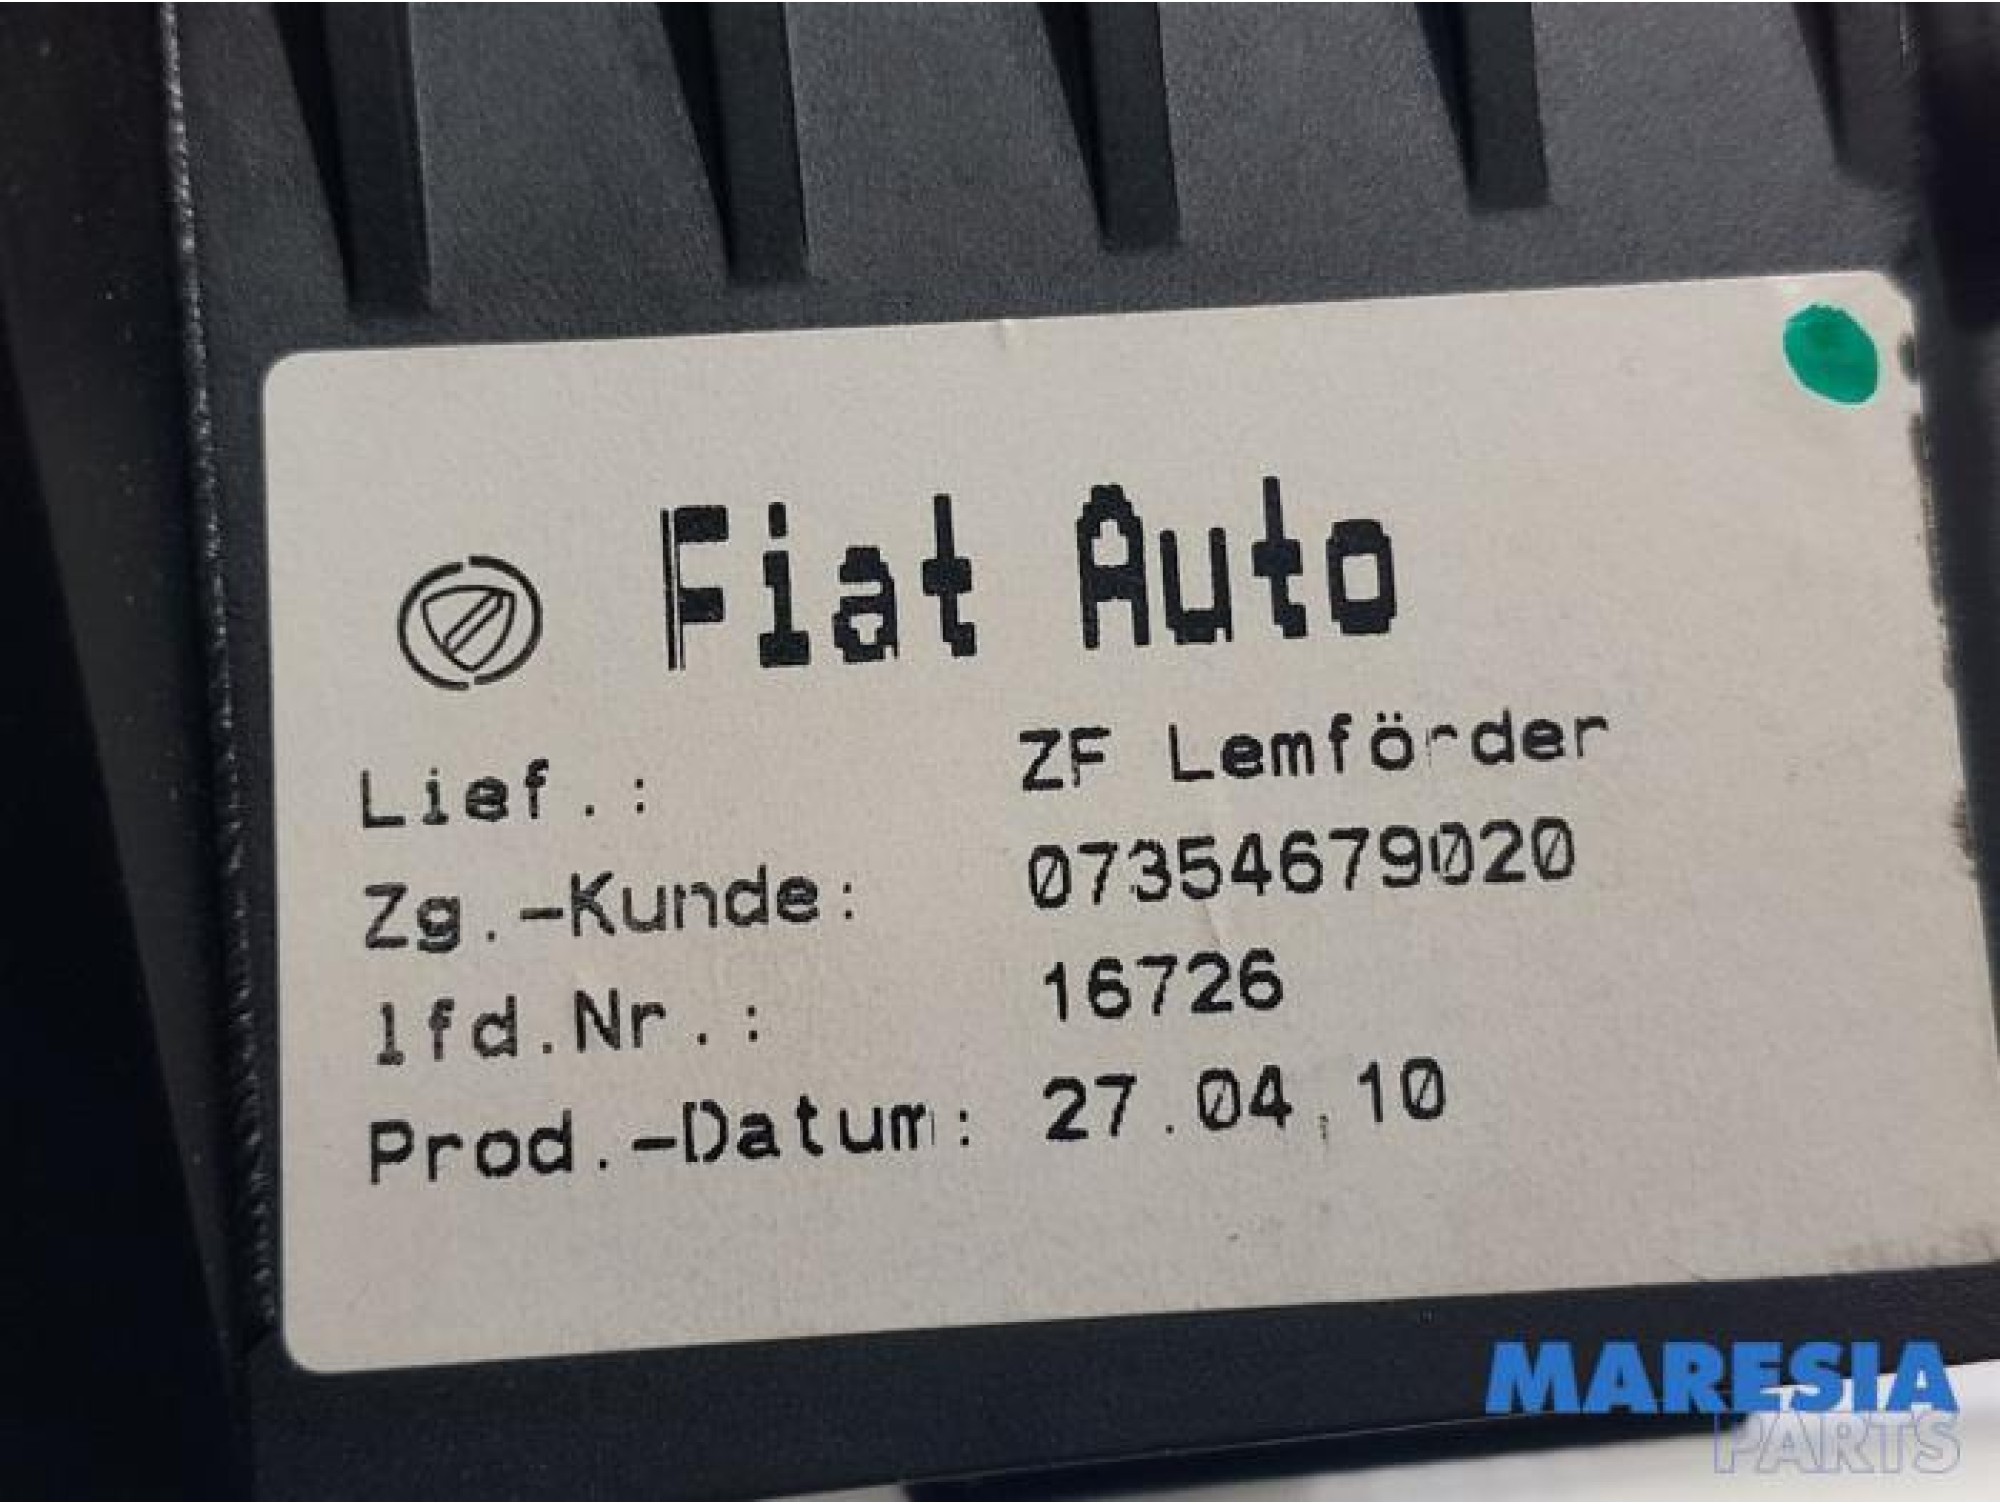 Fiat Auto
Lief.: ZF Lemförder
Zg.-Kunde: 07354679020
lfd.Nr.: 16726
Prod.-Datum: 27.04.10
MARESIA
PARTS